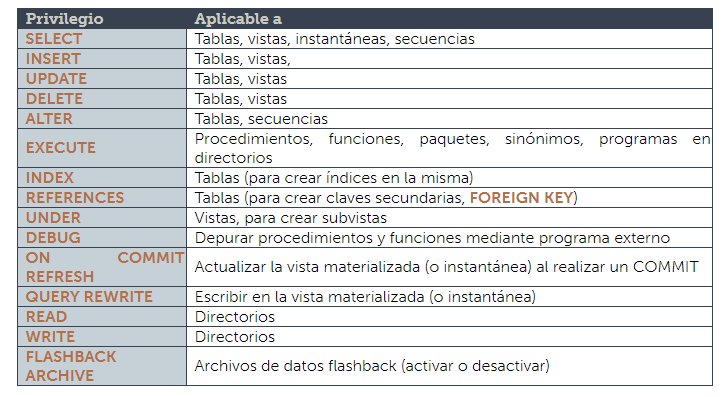 Privilegio Aplicable a
SELECT Tablas, vistas, instantáneas, secuencias
INSERT Tablas, vistas,
UPDATE Tablas, vistas
DELETE Tablas, vistas
ALTER Tablas, secuencias
EXECUTE Procedimientos, funciones, paquetes, sinónimos, programas en
directorios
INDEX Tablas (para crear índices en la misma)
REFERENCES Tablas (para crear claves secundarias, FOREIGN KEY)
UNDER Vistas, para crear subvistas
DEBUG Depurar procedimientos y funciones mediante programa externo
ON COMMIT
REFRESH Actualizar la vista materializada (o instantánea) al realizar un COMMIT
QUERY REWRITE Escribir en la vista materializada (o instantánea)
READ Directorios
WRITE Directorios
FLASHBACK
ARCHIVE Archivos de datos flashback (activar o desactivar)